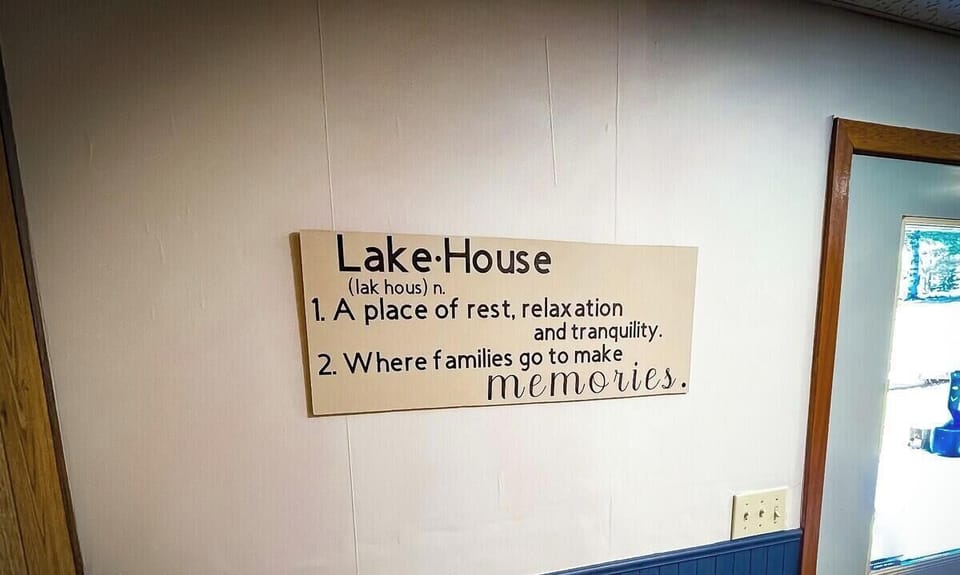 Lake·House
(lak hous) n.
1. A place of rest, relaxation
and tranquility.
2. Where families go to make
memories.